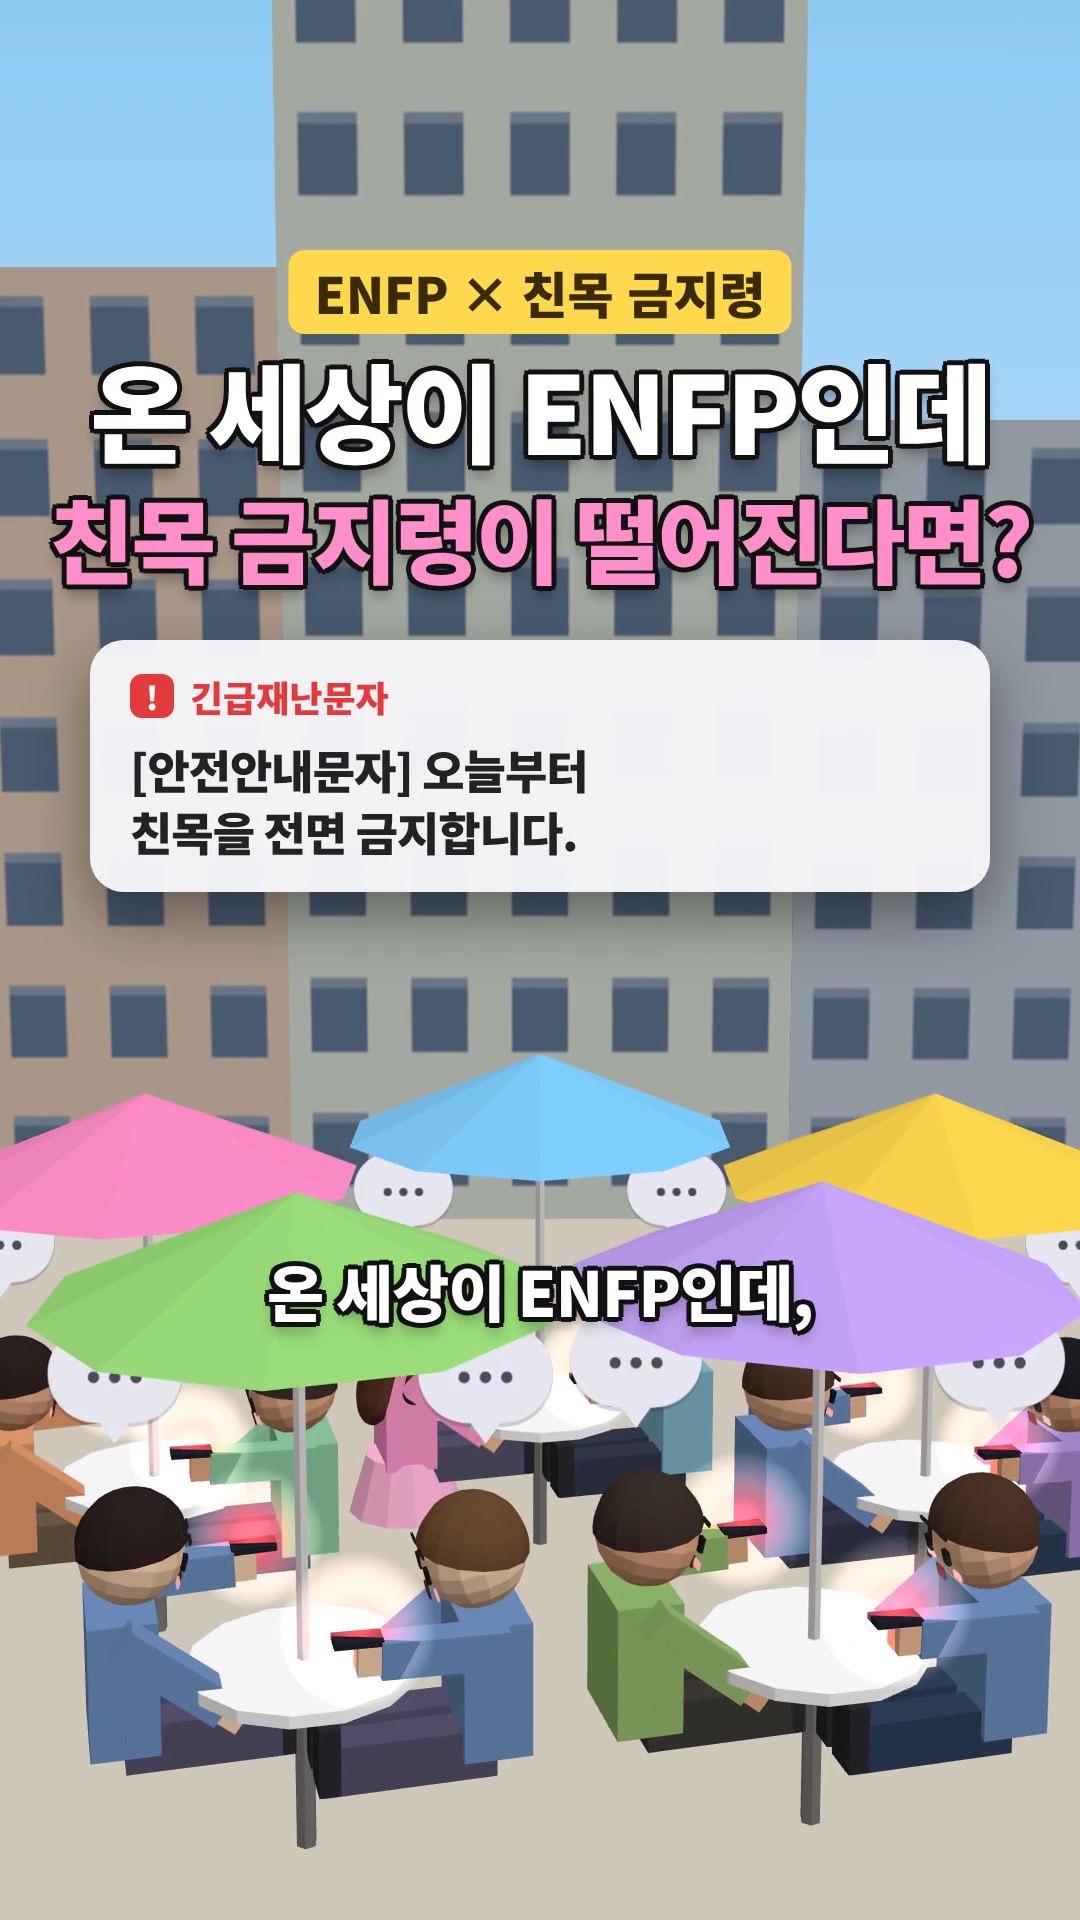 ENFP × 친목 금지령
온 세상이 ENFP인데
친목 금지령이 떨어진다면?
! 긴급재난문자
[안전안내문자] 오늘부터
친목을 전면 금지합니다.
온 세상이 ENFP인데,